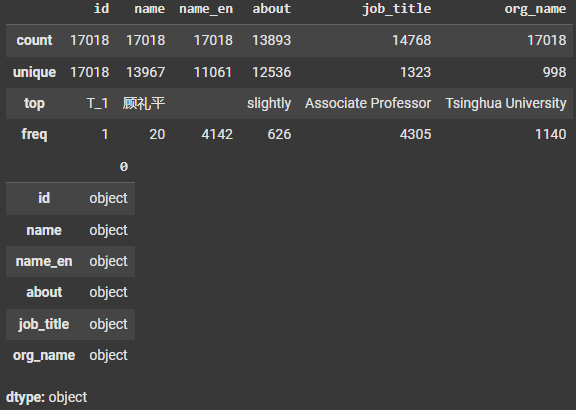 id name name_en about job_title org_name
count 17018 17018 17018 13893 14768 17018
unique 17018 13967 11061 12536 1323 998
top T_1 顾礼平 slightly Associate Professor Tsinghua University
freq 1 20 4142 626 4305 1140
0
id object
name object
name_en object
about object
job_title object
org_name object
dtype: object